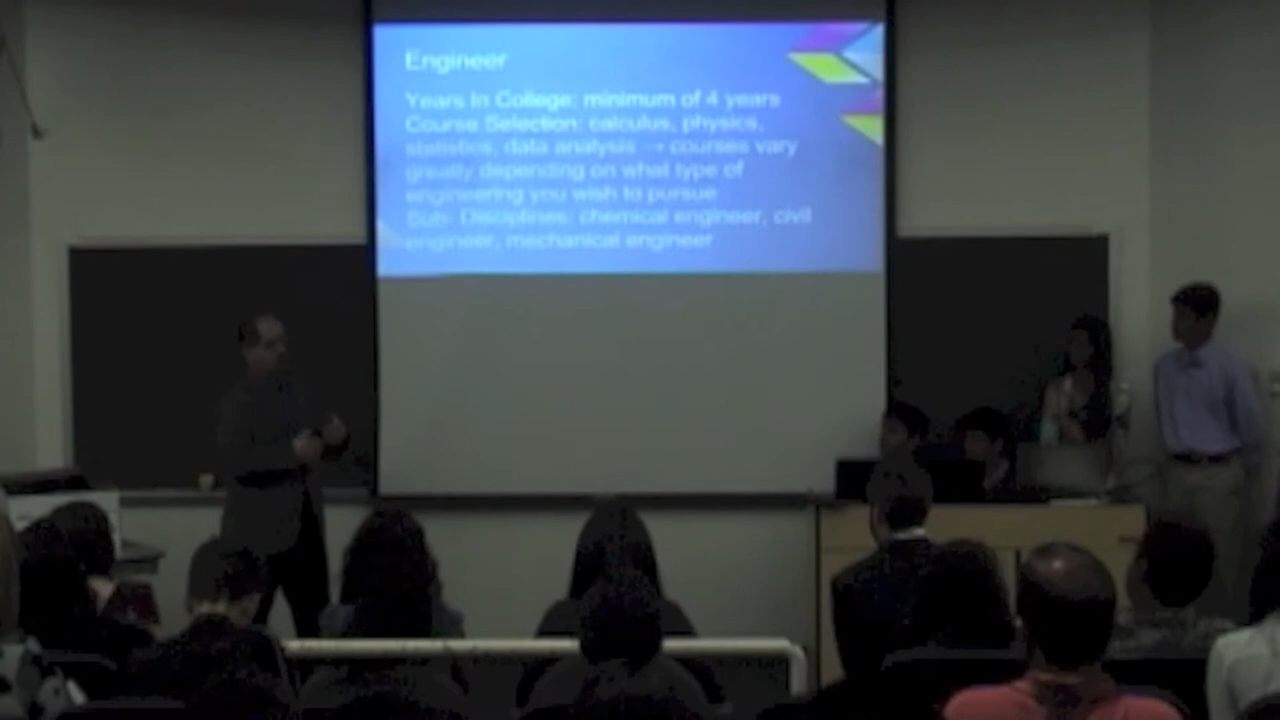 Engineer
Years In College: minimum of 4 years
Course Selection: calculus, physics,
statistics, data analysis → courses vary
greatly depending on what type of
engineering you wish to pursue
Sub- Disciplines: chemical engineer, civil
engineer, mechanical engineer